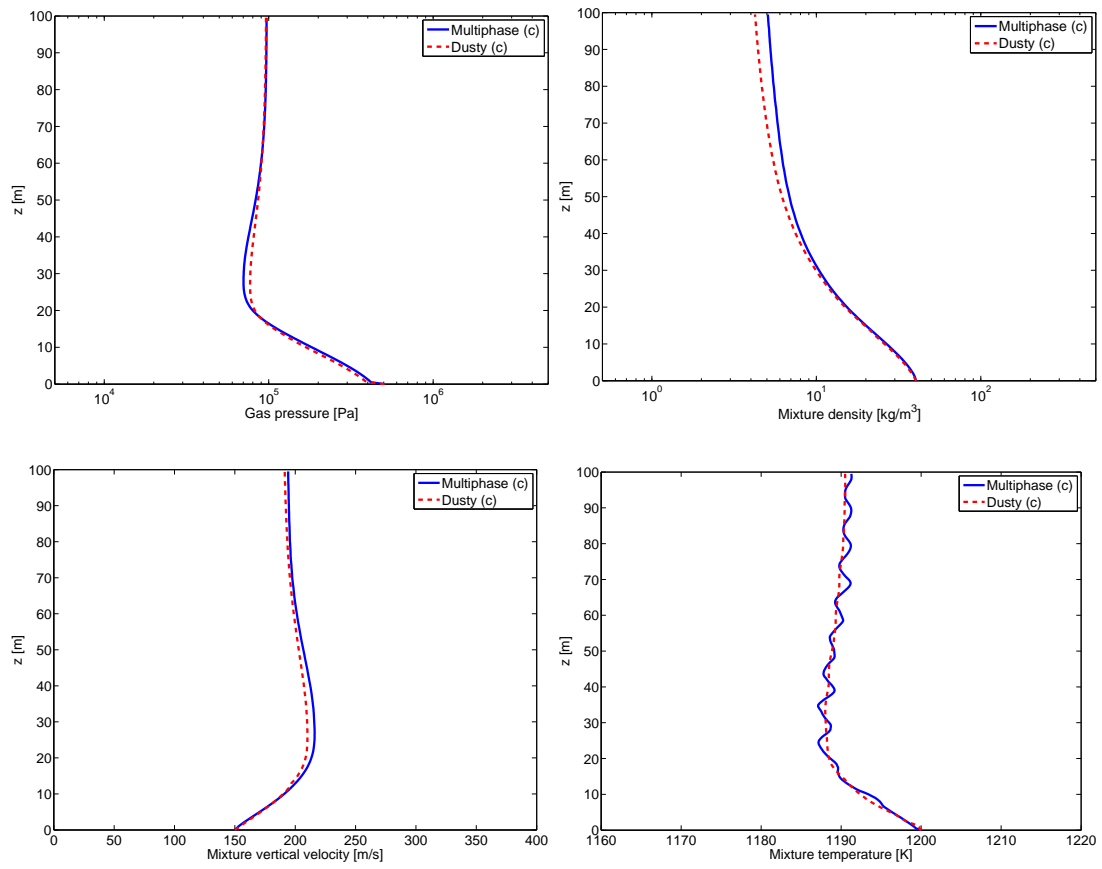 100
90
80
70
60
50
40
30
20
10
0
z [m]
10^4
10^5
10^6
Gas pressure [Pa]
Multiphase (c)
Dusty (c)
100
90
80
70
60
50
40
30
20
10
0
z [m]
10^0
10^1
10^2
Mixture density [kg/m^3]
Multiphase (c)
Dusty (c)
100
90
80
70
60
50
40
30
20
10
0
z [m]
0 50 100 150 200 250 300 350 400
Mixture vertical velocity [m/s]
Multiphase (c)
Dusty (c)
100
90
80
70
60
50
40
30
20
10
0
z [m]
1160 1170 1180 1190 1200 1210 1220
Mixture temperature [K]
Multiphase (c)
Dusty (c)